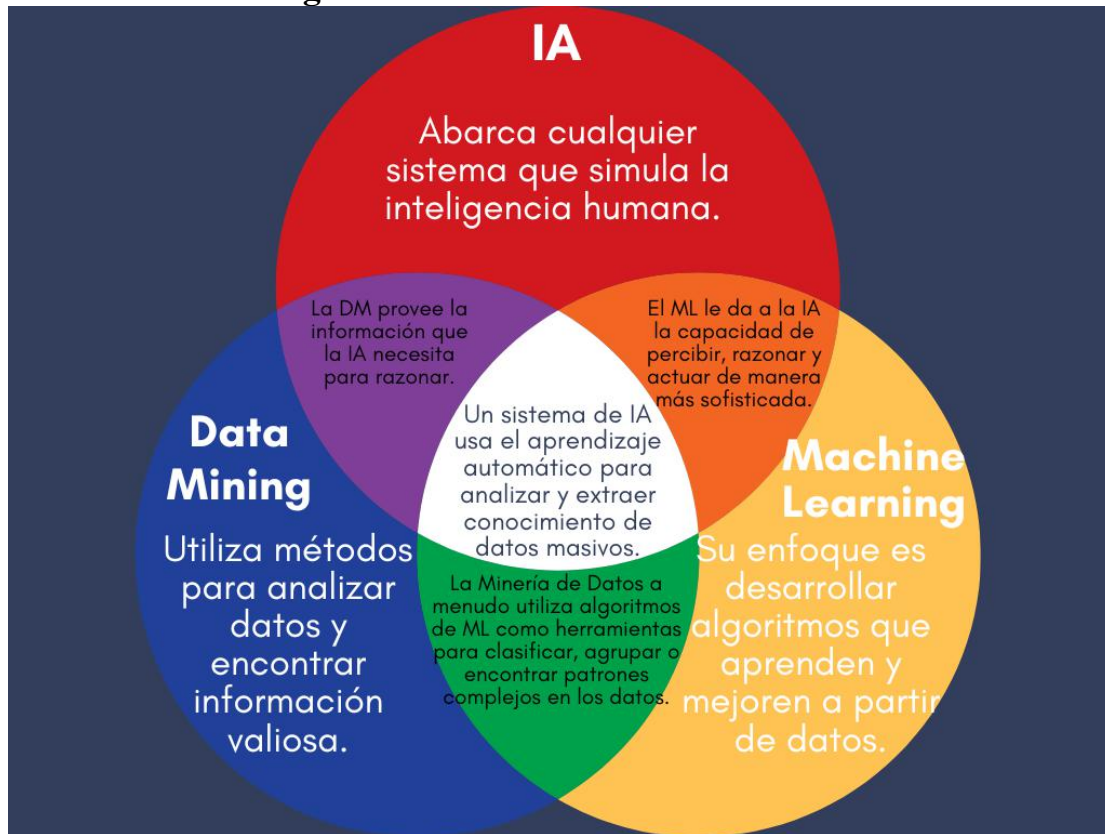 IA
Abarca cualquier
sistema que simula la
inteligencia humana.
La DM provee la
información que
la IA necesita
para razonar.
El ML le da a la IA
la capacidad de
percibir, razonar y
actuar de manera
más sofisticada.
Un sistema de IA
usa el aprendizaje
automático para
analizar y extraer
conocimiento de
datos masivos.
Data
Mining
Utiliza métodos
para analizar
datos y
encontrar
información
valiosa.
Machine
Learning
Su enfoque es
desarrollar
algoritmos que
aprenden y
mejoren a partir
de datos.
La Minería de Datos a
menudo utiliza algoritmos
de ML como herramientas
para clasificar, agrupar o
encontrar patrones
complejos en los datos.